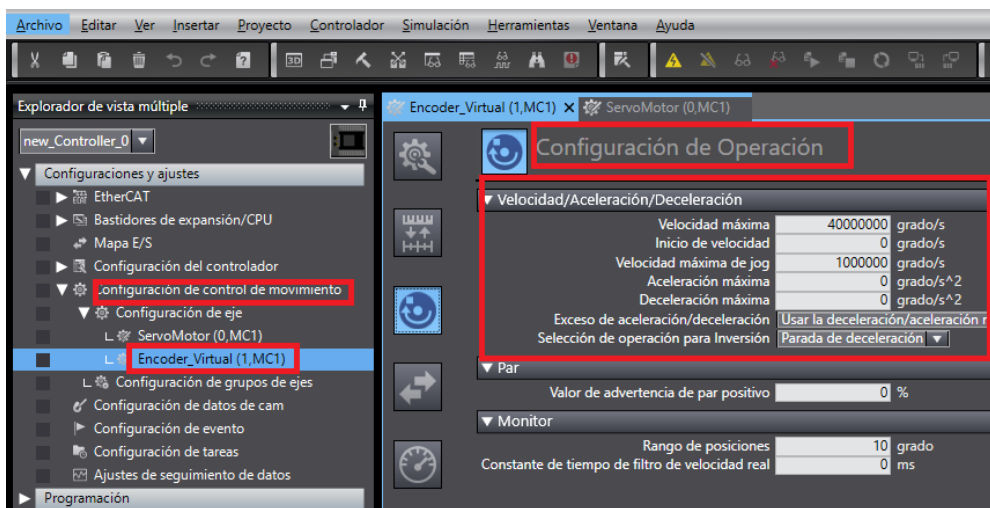 Archivo Editar Ver Insertar Proyecto Controlador Simulación Herramientas Ventana Ayuda
3D
Explorador de vista múltiple
new_Controller_0
Configuraciones y ajustes
EtherCAT
Bastidores de expansión/CPU
Mapa E/S
Configuración del controlador
Configuración de control de movimiento
Configuración de eje
ServoMotor (0,MC1)
Encoder_Virtual (1,MC1)
Configuración de grupos de ejes
Configuración de datos de cam
Configuración de evento
Configuración de tareas
Ajustes de seguimiento de datos
Programación
Encoder_Virtual (1,MC1) ServoMotor (0,MC1)
Configuración de Operación
Velocidad/Aceleración/Deceleración
Velocidad máxima 40000000 grado/s
Inicio de velocidad 0 grado/s
Velocidad máxima de jog 1000000 grado/s
Aceleración máxima 0 grado/s^2
Deceleración máxima 0 grado/s^2
Exceso de aceleración/deceleración Usar la deceleración/aceleración r
Selección de operación para Inversión Parada de deceleración
Par
Valor de advertencia de par positivo 0 %
Monitor
Rango de posiciones 10 grado
Constante de tiempo de filtro de velocidad real 0 ms